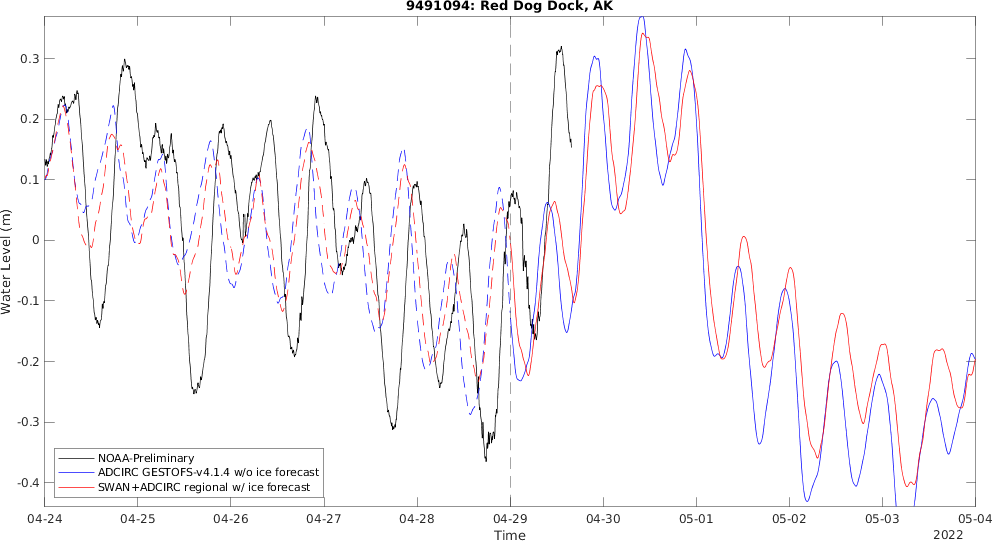 9491094: Red Dog Dock, AK
Water Level (m)
0.3
0.2
0.1
0
-0.1
-0.2
-0.3
-0.4
NOAA-Preliminary
ADCIRC GESTOFS-v4.1.4 w/o ice forecast
SWAN+ADCIRC regional w/ ice forecast
04-24 04-25 04-26 04-27 04-28 04-29 04-30 05-01 05-02 05-03 05-04
Time
2022